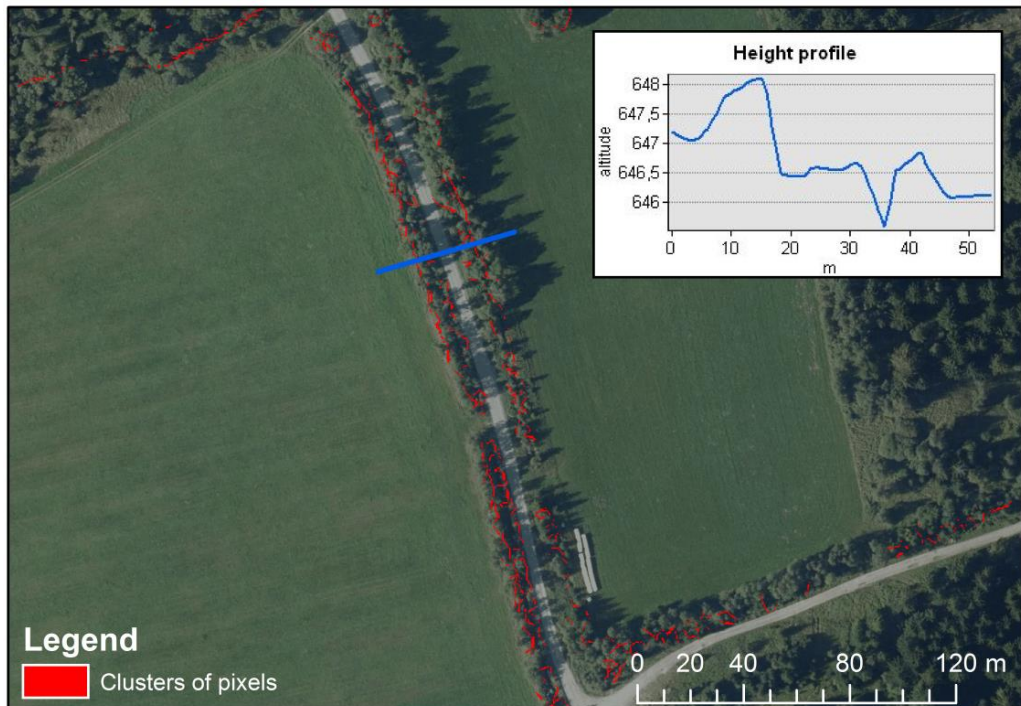 Height profile
altitude
648
647,5
647
646,5
646
0 10 20 30 40 50
m
Legend
Clusters of pixels
0 20 40 80 120 m